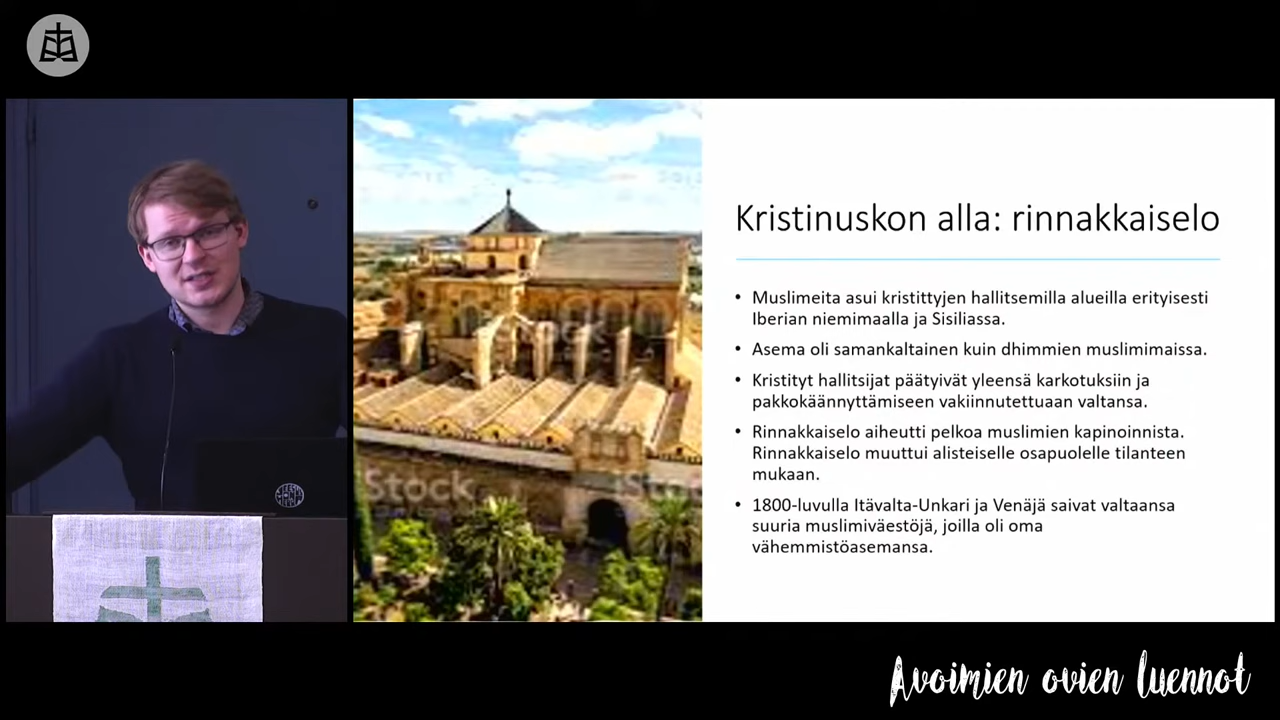 Kristinuskon alla: rinnakkaiselo
• Muslimeita asui kristittyjen hallitsemilla alueilla erityisesti
Iberian niemimaalla ja Sisiliassa.
• Asema oli samankaltainen kuin dhimmien muslimimaissa.
• Kristityt hallitsijat päätyivät yleensä karkotuksiin ja
pakkokäännyttämiseen vakiinnutettuaan valtansa.
• Rinnakkaiselo aiheutti pelkoa muslimien kapinoinnista.
Rinnakkaiselo muuttui alisteiselle osapuolelle tilanteen
mukaan.
• 1800-luvulla Itävalta-Unkari ja Venäjä saivat valtaansa
suuria muslimiväestöjä, joilla oli oma
vähemmistöasemansa.
iStock
Avoimien ovien luennot